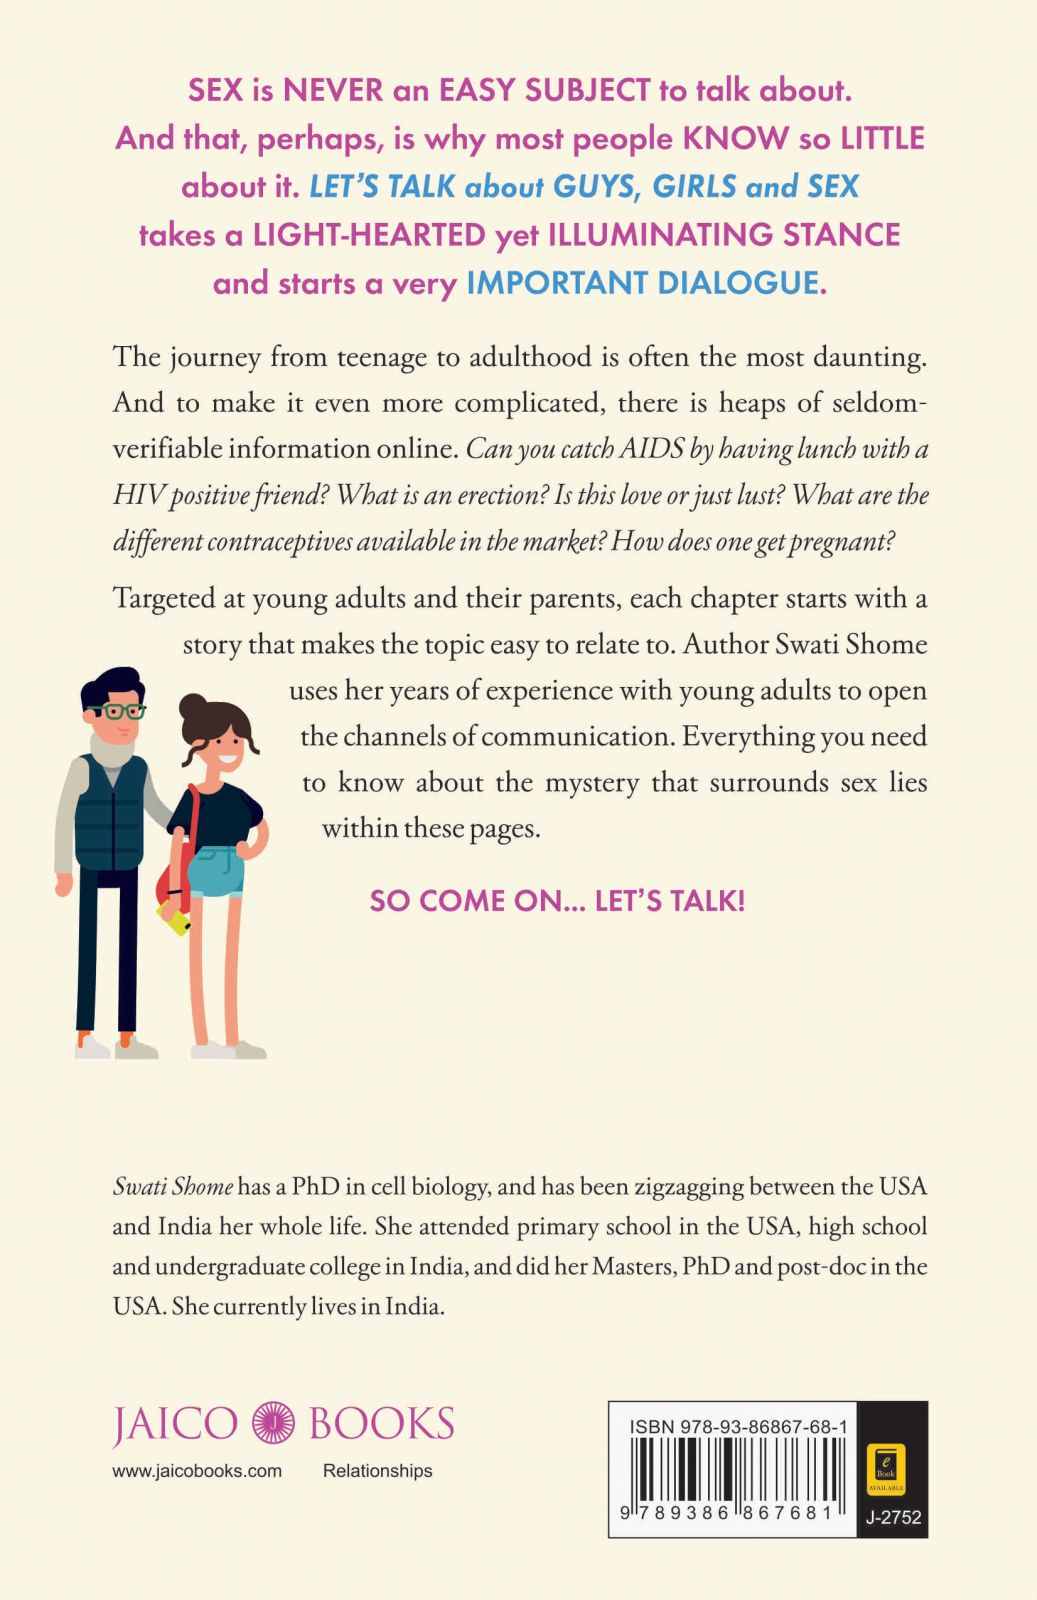 SEX is NEVER an EASY SUBJECT to talk about.
And that, perhaps, is why most people KNOW so LITTLE
about it. LET'S TALK about GUYS, GIRLS and SEX
takes a LIGHT-HEARTED yet ILLUMINATING STANCE
and starts a very IMPORTANT DIALOGUE.
The journey from teenage to adulthood is often the most daunting.
And to make it even more complicated, there is heaps of seldom-
verifiable information online. Can you catch AIDS by having lunch with a
HIV positive friend? What is an erection? Is this love or just lust? What are the
different contraceptives available in the market? How does one get pregnant?
Targeted at young adults and their parents, each chapter starts with a
story that makes the topic easy to relate to. Author Swati Shome
uses her years of experience with young adults to open
the channels of communication. Everything you need
to know about the mystery that surrounds sex lies
within these pages.
SO COME ON... LET'S TALK!
Swati Shome has a PhD in cell biology, and has been zigzagging between the USA
and India her whole life. She attended primary school in the USA, high school
and undergraduate college in India, and did her Masters, PhD and post-doc in the
USA. She currently lives in India.
JAICO J BOOKS
www.jaicobooks.com Relationships
ISBN 978-93-86867-68-1
9 789386 867681
e
Book
AVAILABLE
J-2752